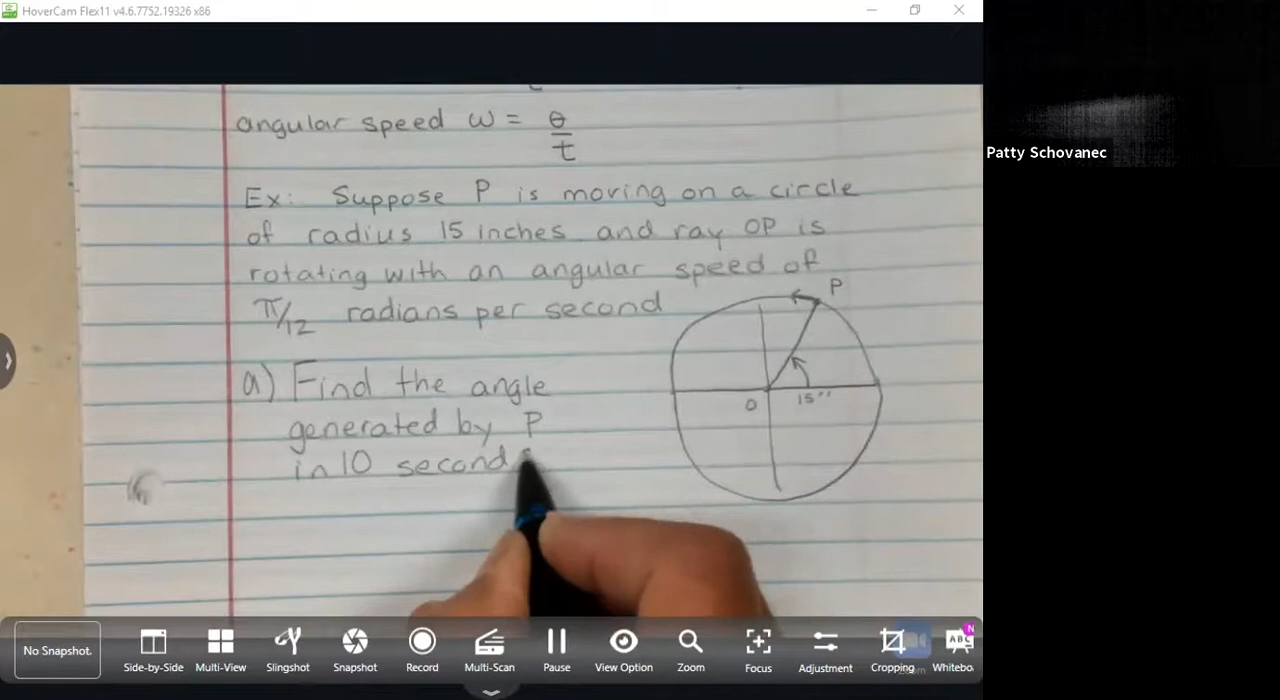 HoverCam Flex11 v4.6.7752.19326 x86
angular speed ω = θ/t
Ex: Suppose P is moving on a circle
of radius 15 inches and ray OP is
rotating with an angular speed of
π/12 radians per second
P
O
15"
a) Find the angle
generated by P
in 10 seconds
Patty Schovanec
No Snapshot.
Side-by-Side
Multi-View
Slingshot
Snapshot
Record
Multi-Scan
Pause
View Option
Zoom
Focus
Adjustment
Cropping
ABC
N
Whitebo